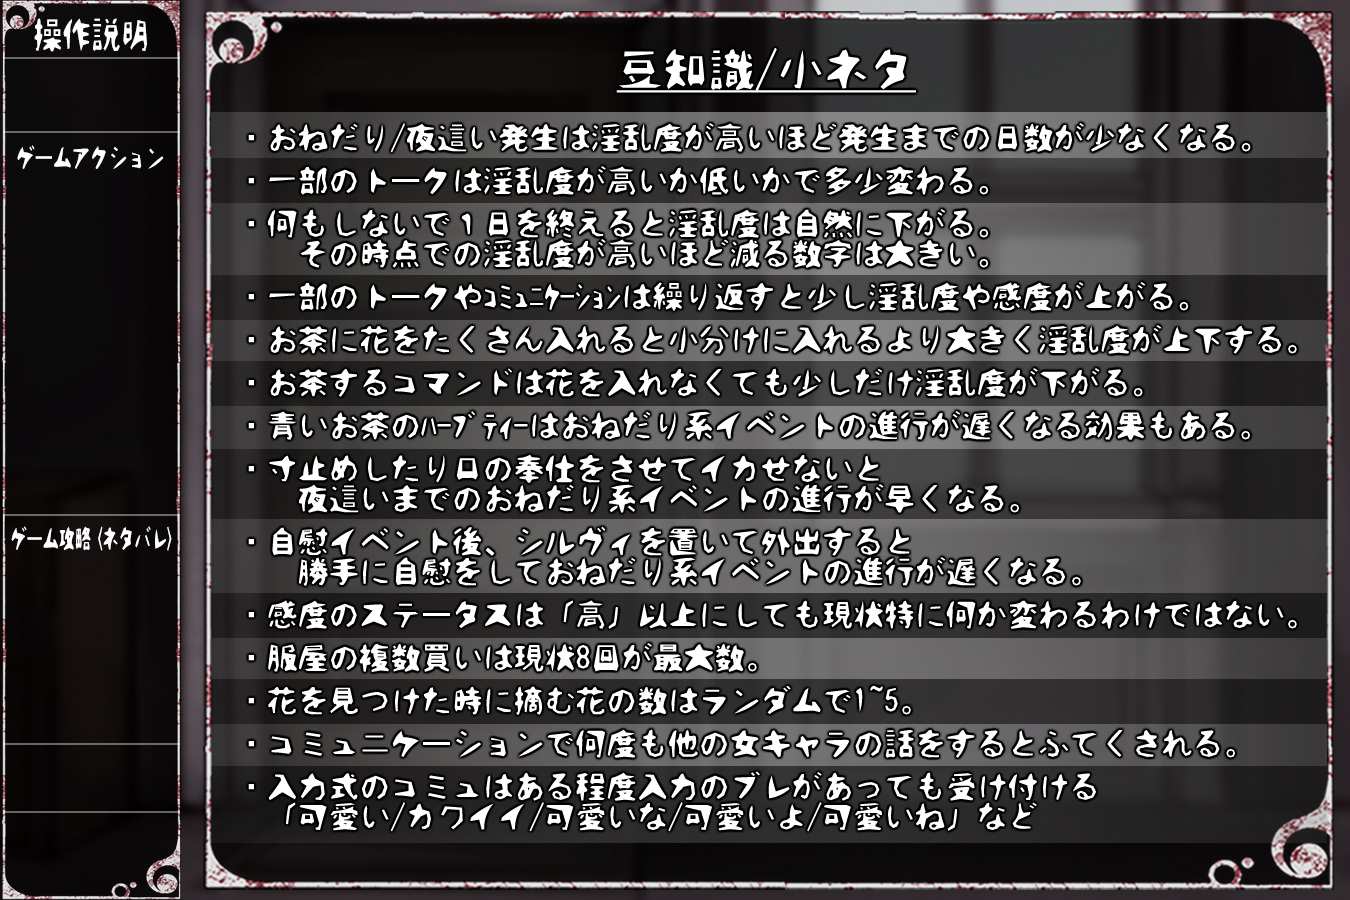 操作説明
ゲームアクション
ゲーム攻略(ネタバレ)
豆知識/小ネタ
・おねだり/夜這い発生は淫乱度が高いほど発生までの日数が少なくなる。
・一部のトークは淫乱度が高いか低いかで多少変わる。
・何もしないで1日を終えると淫乱度は自然に下がる。
その時点での淫乱度が高いほど減る数字は大きい。
・一部のトークやコミュニケーションは繰り返すと少し淫乱度や感度が上がる。
・お茶に花をたくさん入れると小分けに入れるより大きく淫乱度が上下する。
・お茶するコマンドは花を入れなくても少しだけ淫乱度が下がる。
・青いお茶のハーブティーはおねだり系イベントの進行が遅くなる効果もある。
・寸止めしたり口の奉仕をさせてイカせないと
夜這いまでのおねだり系イベントの進行が早くなる。
・自慰イベント後、シルヴィを置いて外出すると
勝手に自慰をしておねだり系イベントの進行が遅くなる。
・感度のステータスは「高」以上にしても現状特に何か変わるわけではない。
・服屋の複数買いは現状8回が最大数。
・花を見つけた時に摘む花の数はランダムで1~5。
・コミュニケーションで何度も他の女キャラの話をするとふてくされる。
・入力式のコミュはある程度入力のブレがあっても受け付ける
「可愛い/カワイイ/可愛いな/可愛いよ/可愛いね」など